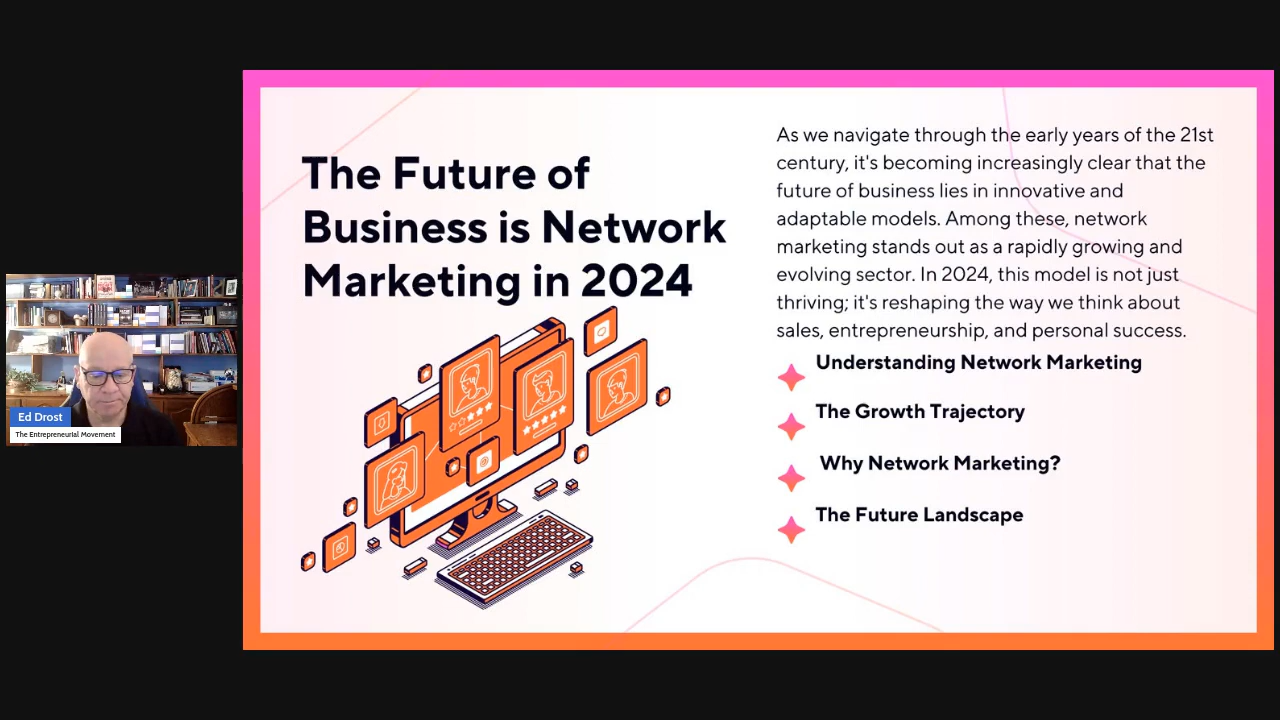 The Future of
Business is Network
Marketing in 2024
As we navigate through the early years of the 21st
century, it's becoming increasingly clear that the
future of business lies in innovative and
adaptable models. Among these, network
marketing stands out as a rapidly growing and
evolving sector. In 2024, this model is not just
thriving; it's reshaping the way we think about
sales, entrepreneurship, and personal success.
Understanding Network Marketing
The Growth Trajectory
Why Network Marketing?
The Future Landscape
Ed Drost
The Entrepreneurial Movement